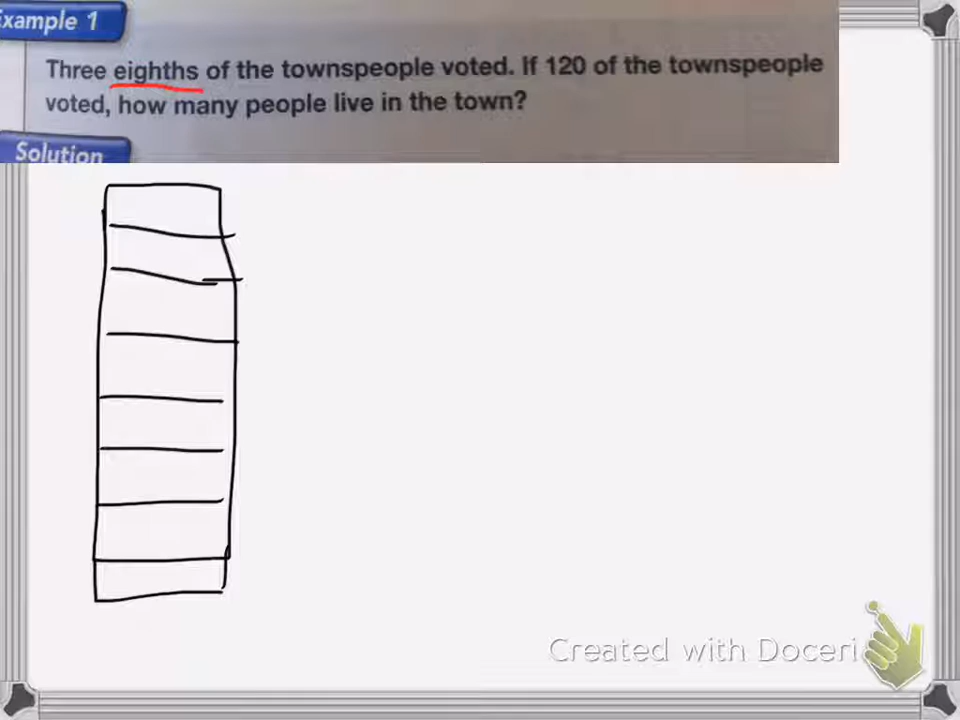 Example 1
Three eighths of the townspeople voted. If 120 of the townspeople
voted, how many people live in the town?
Solution
Created with Doceri